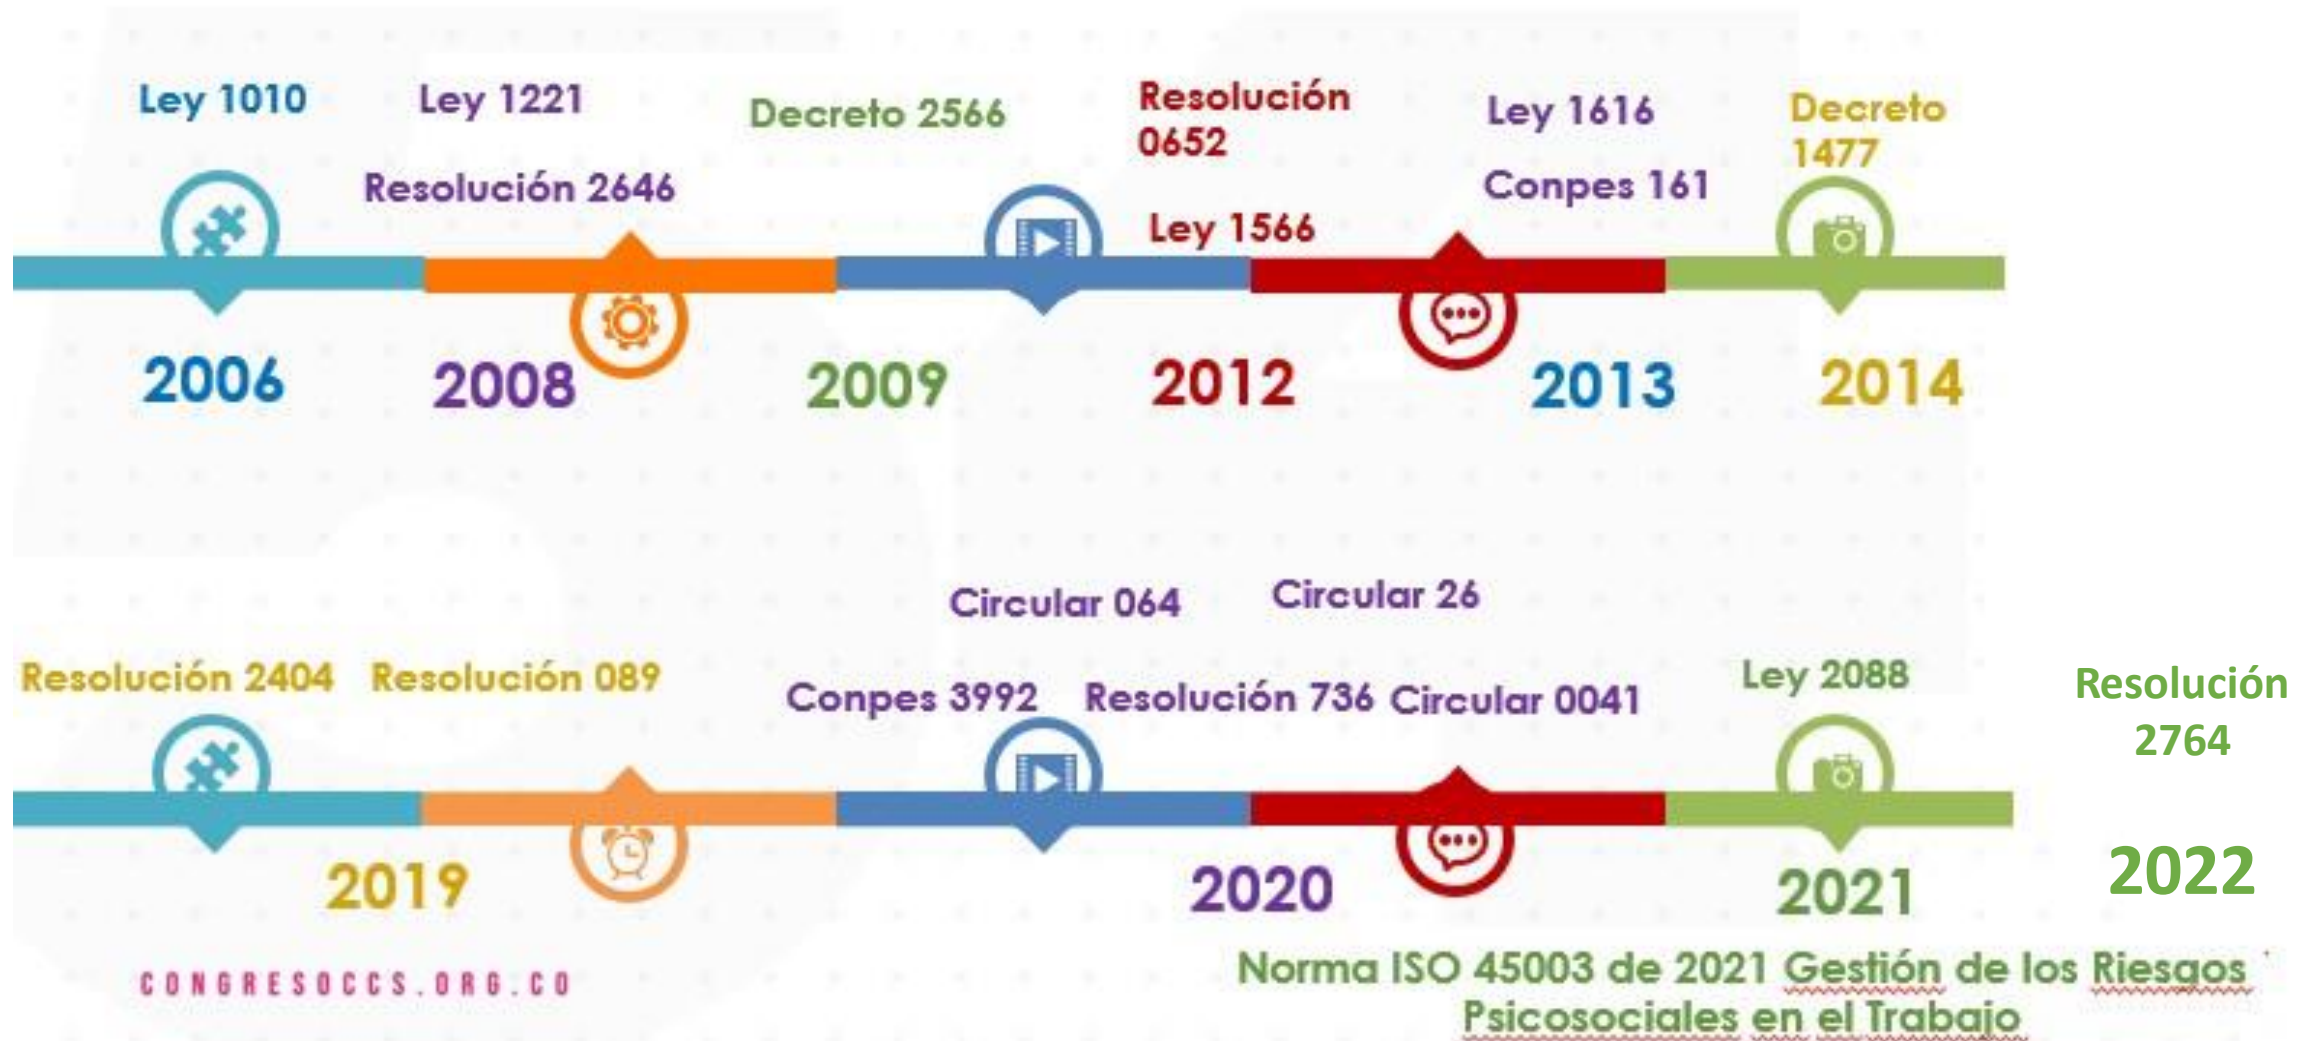 Ley 1010
Ley 1221
Resolución 2646
Decreto 2566
Resolución
0652
Ley 1566
Ley 1616
Conpes 161
Decreto
1477
2006
2008
2009
2012
2013
2014
Resolución 2404
Resolución 089
Circular 064
Circular 26
Conpes 3992
Resolución 736
Circular 0041
Ley 2088
Resolución
2764
2019
2020
2021
2022
CONGRESOCCS.ORG.CO
Norma ISO 45003 de 2021 Gestión de los Riesgos
Psicosociales en el Trabajo